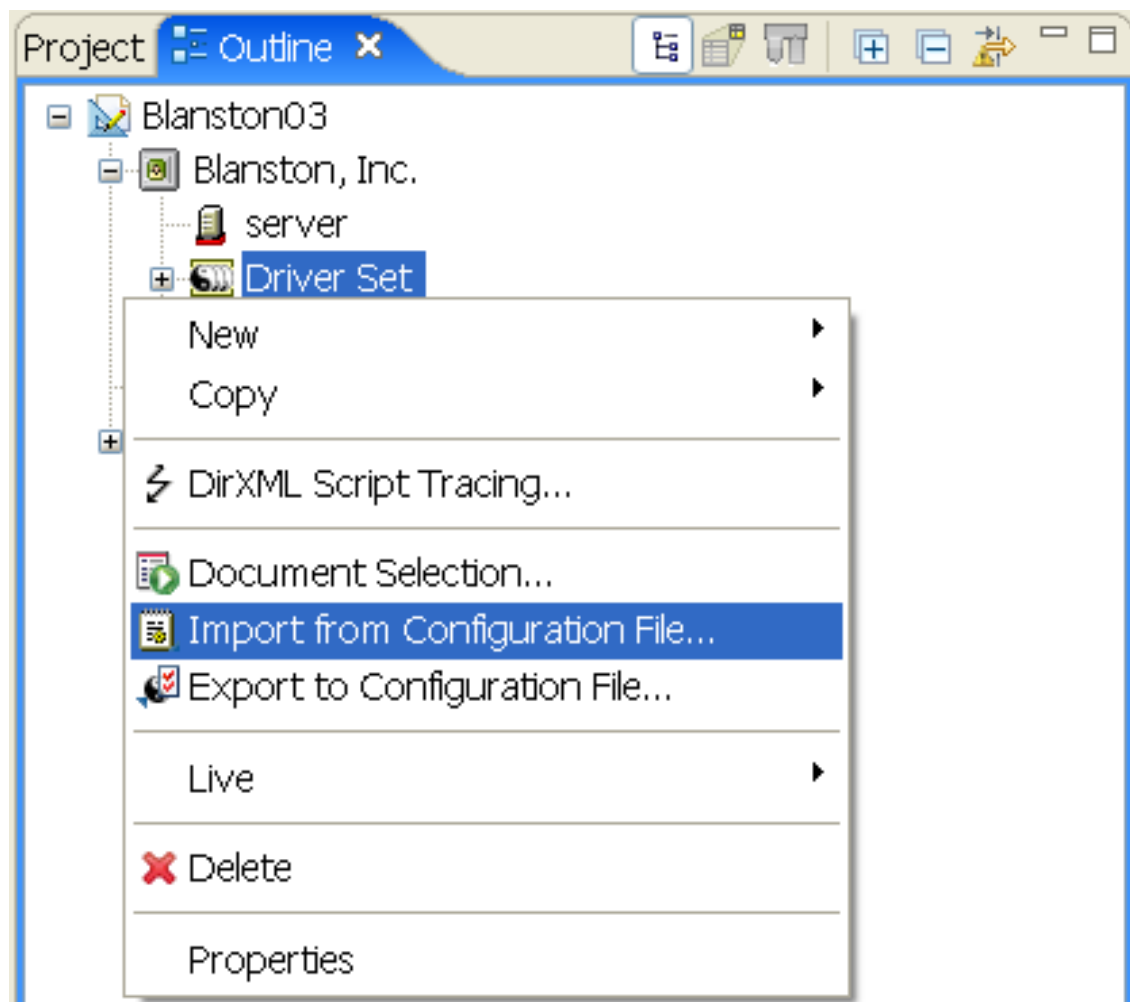 Project Outline
Blanston03
Blanston, Inc.
server
Driver Set
New
Copy
DirXML Script Tracing...
Document Selection...
Import from Configuration File...
Export to Configuration File...
Live
Delete
Properties